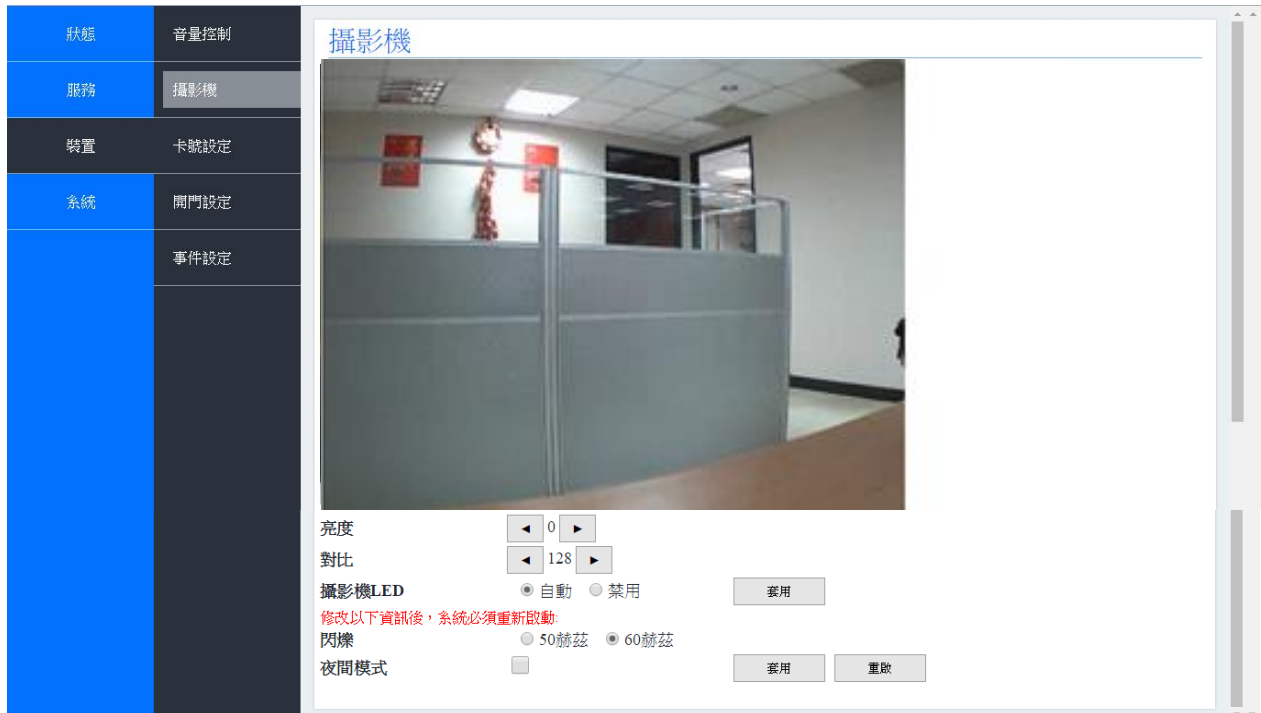 狀態
服務
裝置
系統
音量控制
攝影機
卡號設定
開門設定
事件設定
攝影機
亮度 ◄ 0 ►
對比 ◄ 128 ►
攝影機LED 自動 禁用 套用
修改以下資訊後，系統必須重新啟動:
閃爍 50赫茲 60赫茲
夜間模式 套用 重啟